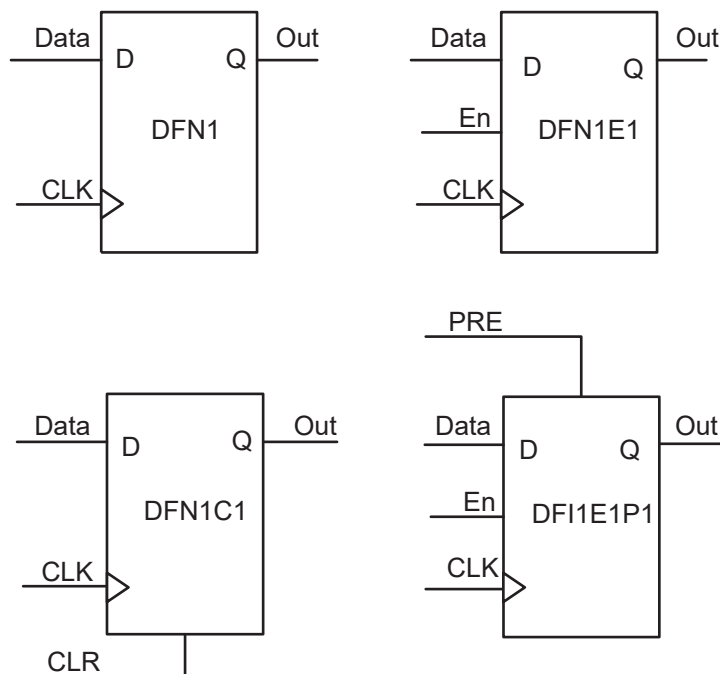 Data
D
Q
Out
DFN1
CLK
Data
D
Q
Out
En
DFN1E1
CLK
Data
D
Q
Out
DFN1C1
CLK
CLR
PRE
Data
D
Q
Out
En
DFI1E1P1
CLK